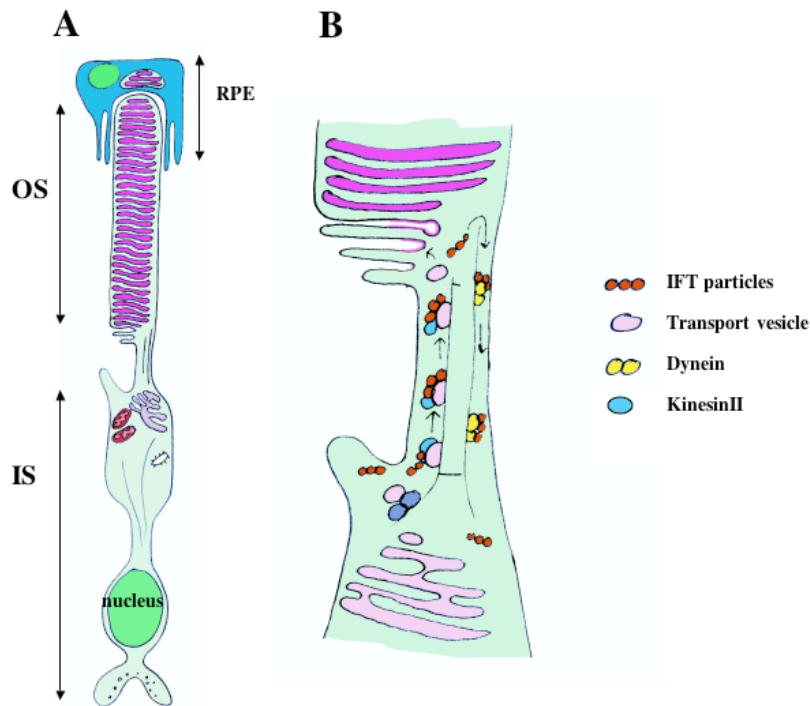 A
B
RPE
OS
IS
nucleus
IFT particles
Transport vesicle
Dynein
KinesinII